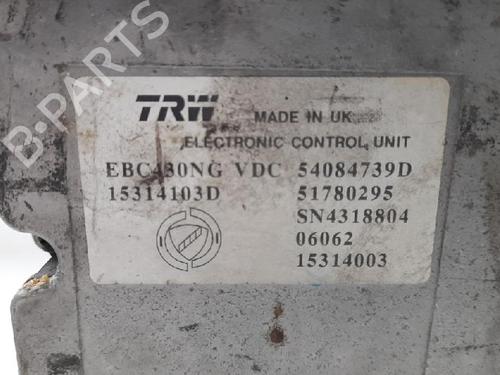 B-PARTS
TRW
MADE IN UK
ELECTRONIC CONTROL UNIT
EBC430NG VDC 54084739D
15314103D 51780295
SN4318804
06062
15314003